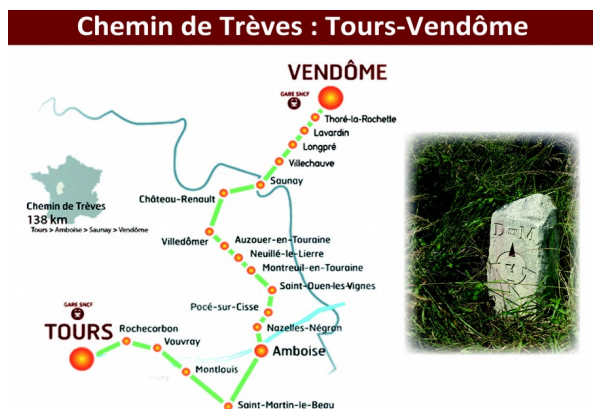 Chemin de Trèves : Tours-Vendôme
VENDÔME
GARE SNCF
Thoré-la-Rochette
Lavardin
Longpré
Villechauve
Saunay
Château-Renault
Chemin de Trèves
138 km
Tours > Amboise > Saunay > Vendôme
Villedômer
Auzouer-en-Touraine
Neuillé-le-Lierre
Montreuil-en-Touraine
Saint-Ouen-les-Vignes
Pocé-sur-Cisse
Nazelles-Négron
Amboise
GARE SNCF
TOURS
Rochecorbon
Vouvray
Montlouis
Saint-Martin-le-Beau